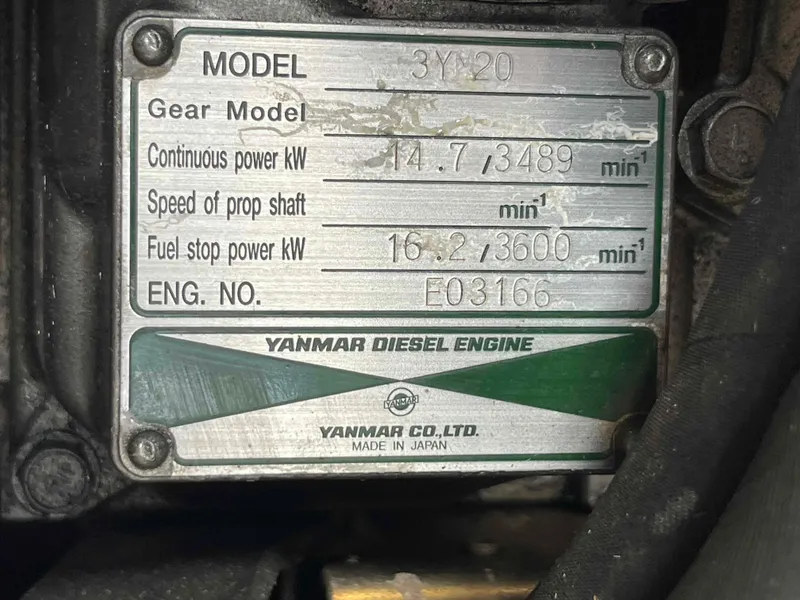 MODEL 3YM20
Gear Model
Continuous power kW 14.7 / 3489 min-1
Speed of prop shaft min-1
Fuel stop power kW 16.2 / 3600 min-1
ENG. NO. E03166
YANMAR DIESEL ENGINE
YANMAR
YANMAR CO.,LTD.
MADE IN JAPAN